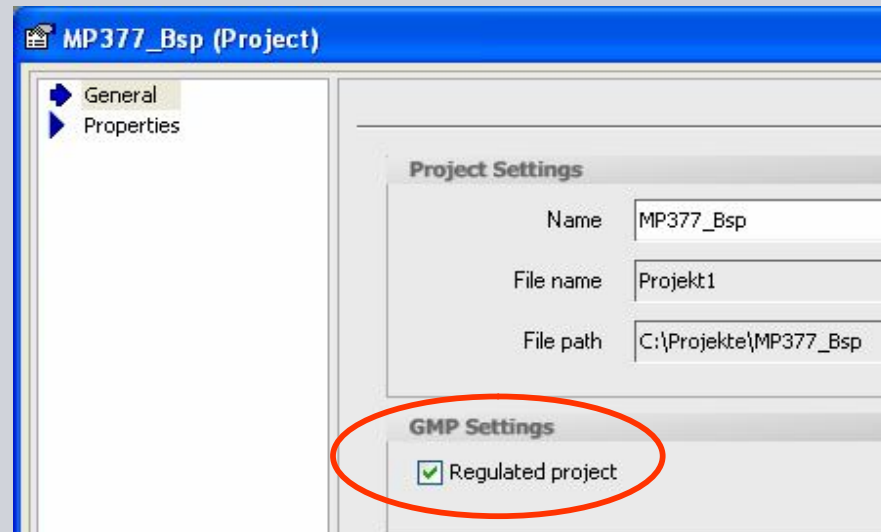 MP377_Bsp (Project)
General
Properties
Project Settings
Name MP377_Bsp
File name Projekt1
File path C:\Projekte\MP377_Bsp
GMP Settings
Regulated project